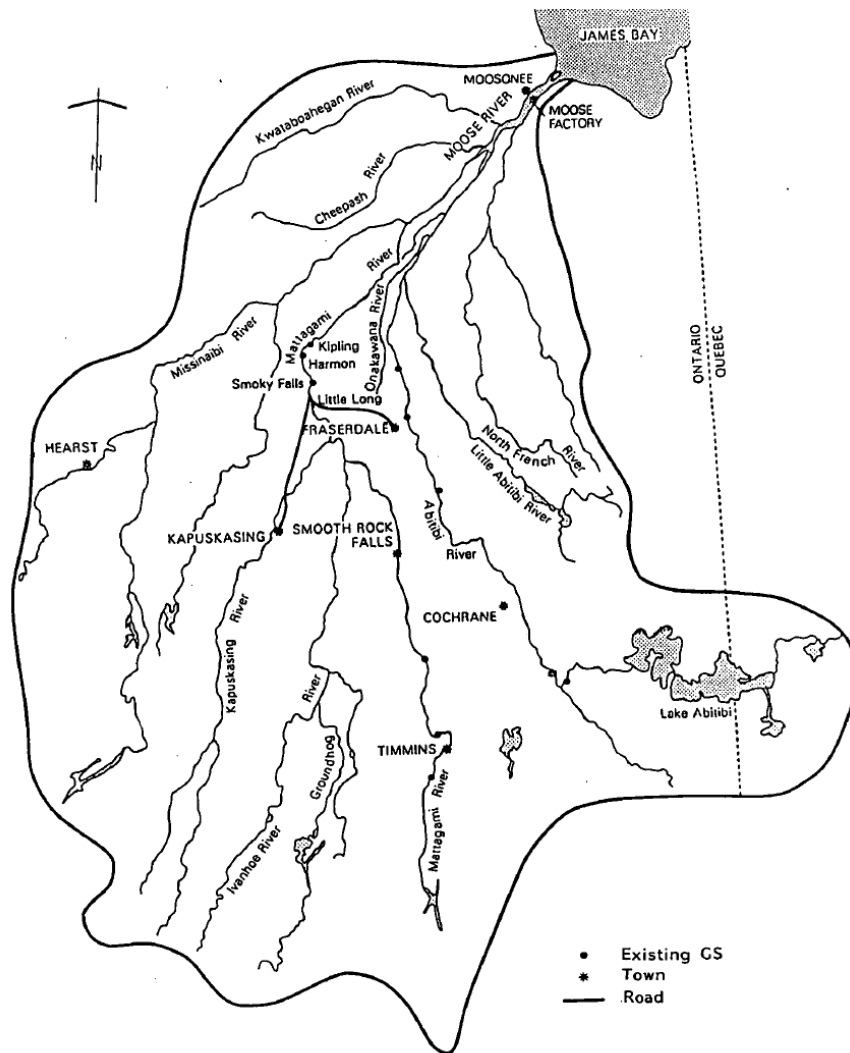 JAMES BAY
MOOSONEE
MOOSE RIVER
MOOSE
FACTORY
Kwataboahegan River
N
Cheepash River
River
Missinaibi River
Mattagami
Onakawana River
Kipling
Harmon
Smoky Falls
Little Long
FRASERDALE
ONTARIO
QUEBEC
HEARST
North French River
Little Abitibi River
KAPUSKASING
SMOOTH ROCK
FALLS
Abitibi
River
COCHRANE
Kapuskasing River
River
Groundhog
Lake Abitibi
TIMMINS
Ivanhoe River
Mattagami River
Existing GS
Town
Road